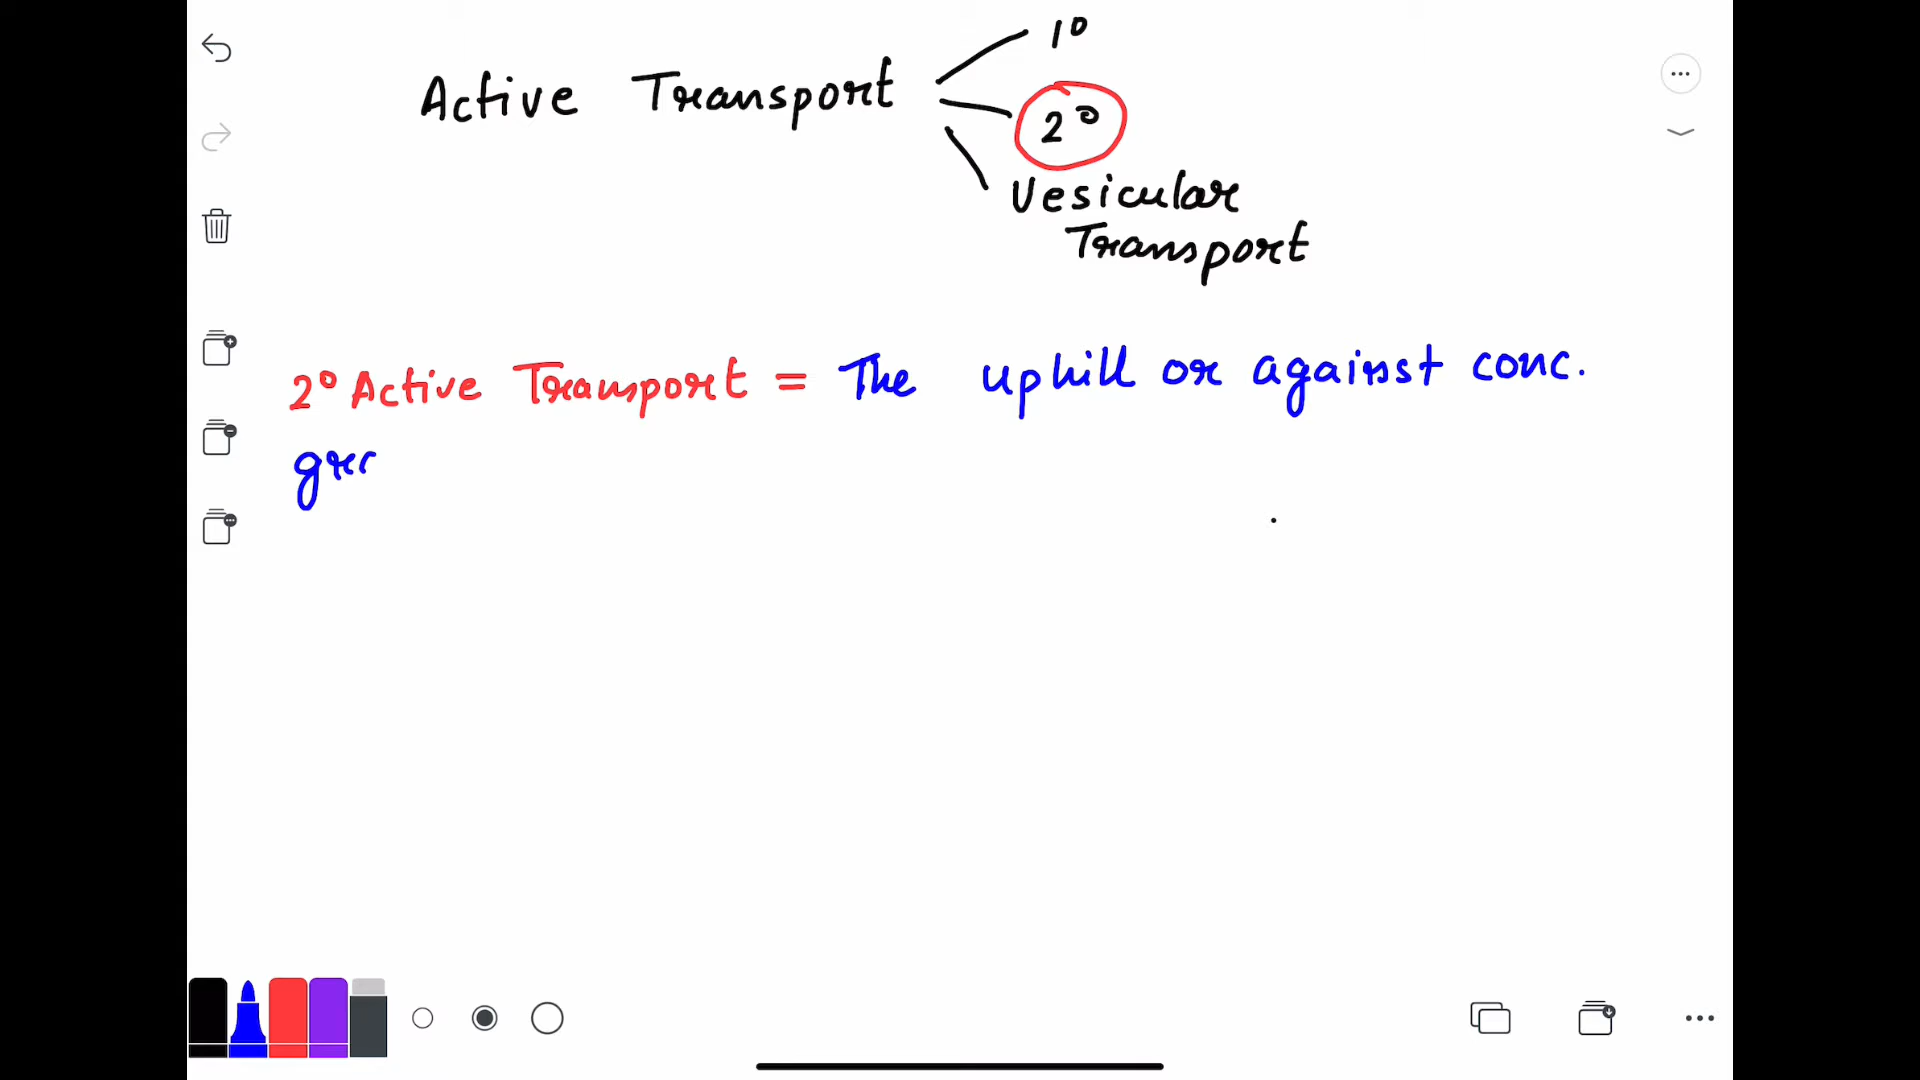 Active Transport
1°
2°
Vesicular
Transport
2° Active Transport = The uphill or against conc.